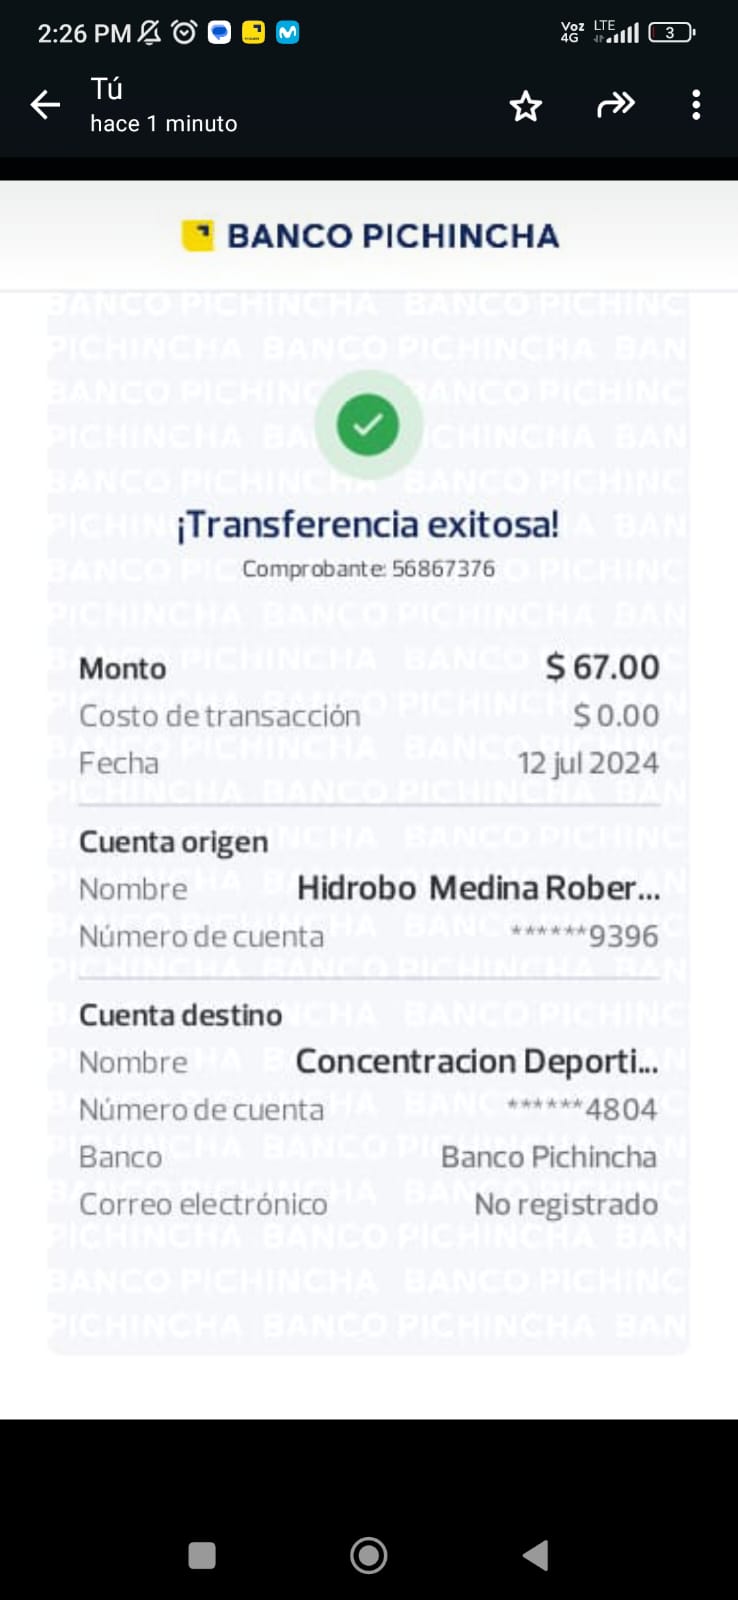 2:26 PM
Voz 4G LTE 3
Tú
hace 1 minuto
BANCO PICHINCHA
¡Transferencia exitosa!
Comprobante: 56867376
Monto $ 67.00
Costo de transacción $ 0.00
Fecha 12 jul 2024
Cuenta origen
Nombre Hidrobo Medina Rober...
Número de cuenta ******9396
Cuenta destino
Nombre Concentracion Deporti...
Número de cuenta ******4804
Banco Banco Pichincha
Correo electrónico No registrado